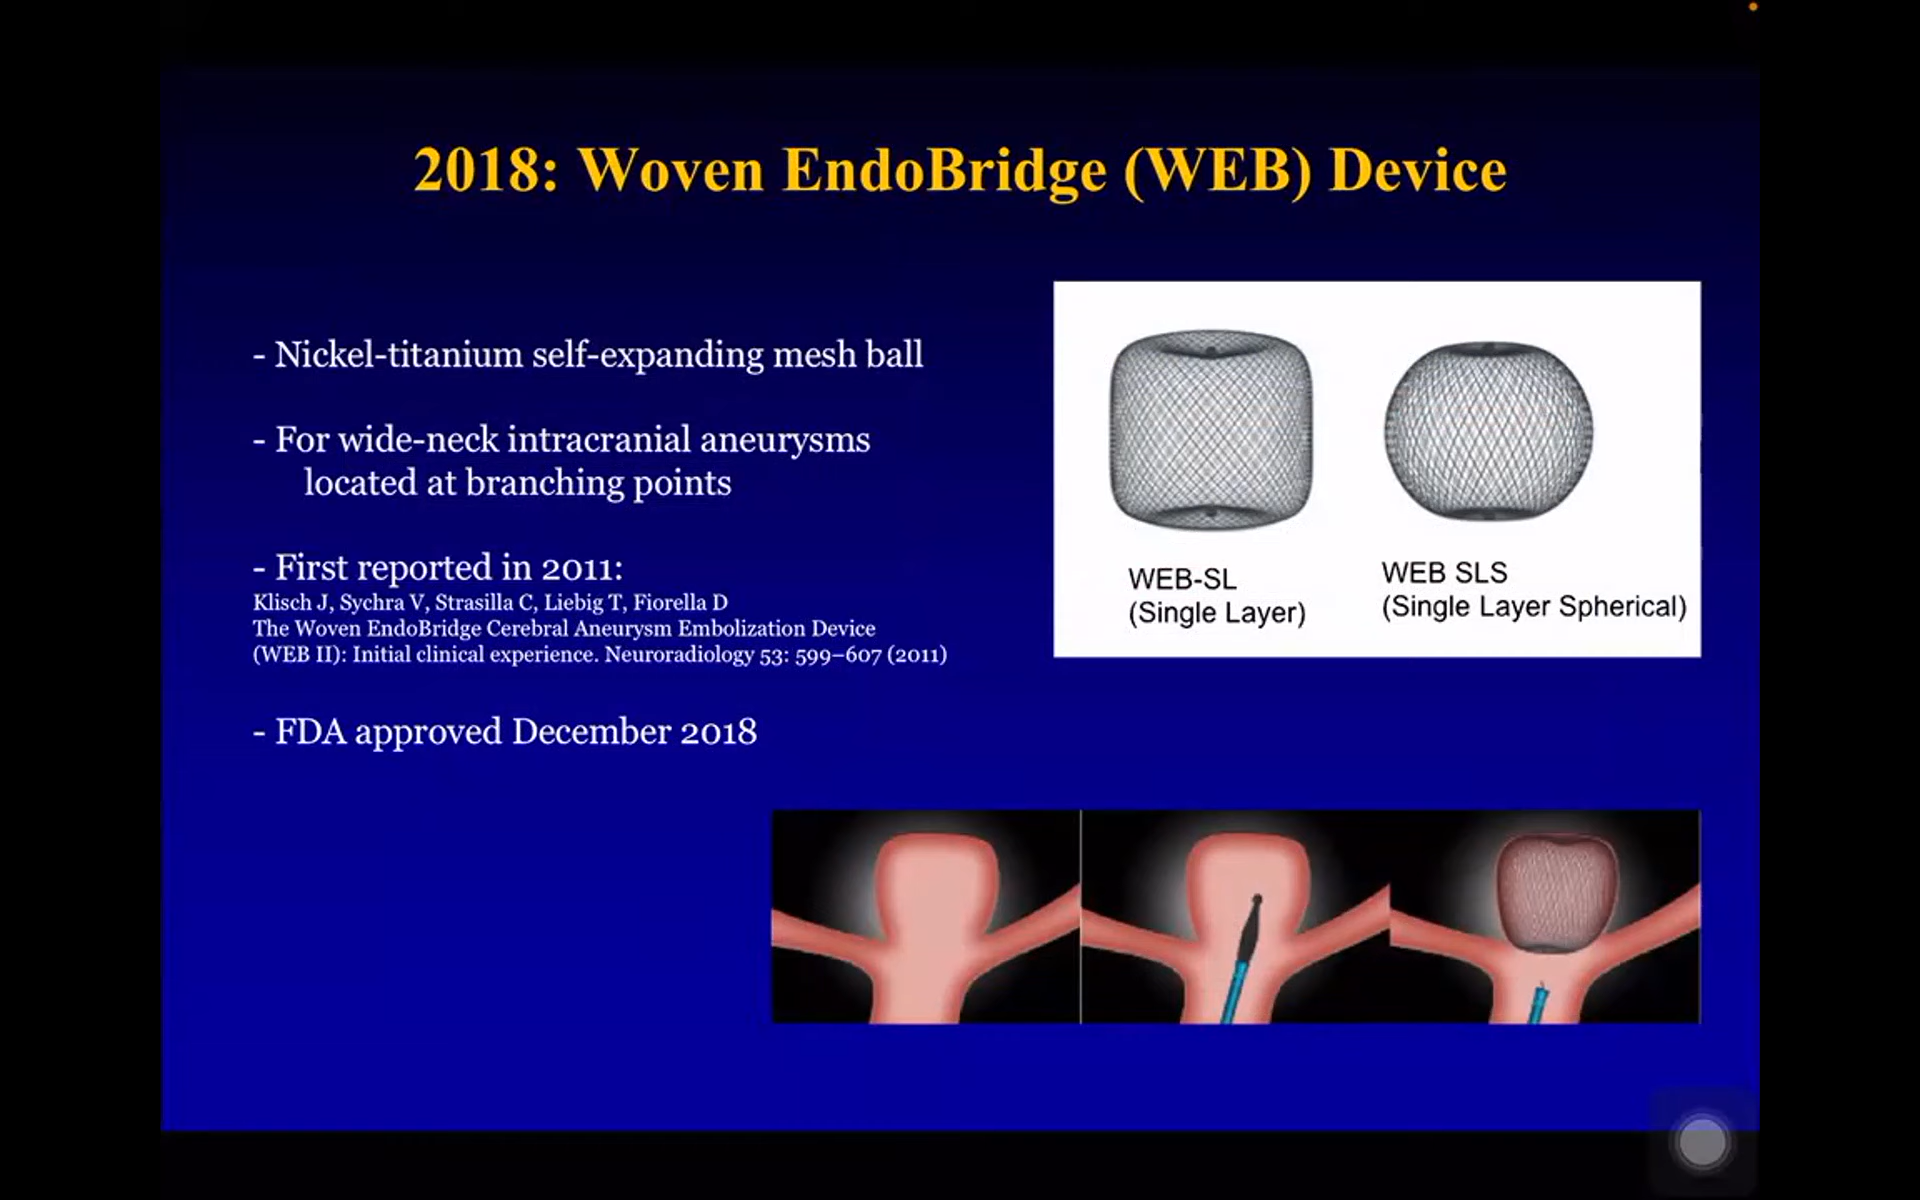 2018: Woven EndoBridge (WEB) Device
- Nickel-titanium self-expanding mesh ball
- For wide-neck intracranial aneurysms
located at branching points
- First reported in 2011:
Klisch J, Sychra V, Strasilla C, Liebig T, Fiorella D
The Woven EndoBridge Cerebral Aneurysm Embolization Device
(WEB II): Initial clinical experience. Neuroradiology 53: 599–607 (2011)
- FDA approved December 2018
WEB-SL
(Single Layer)
WEB SLS
(Single Layer Spherical)